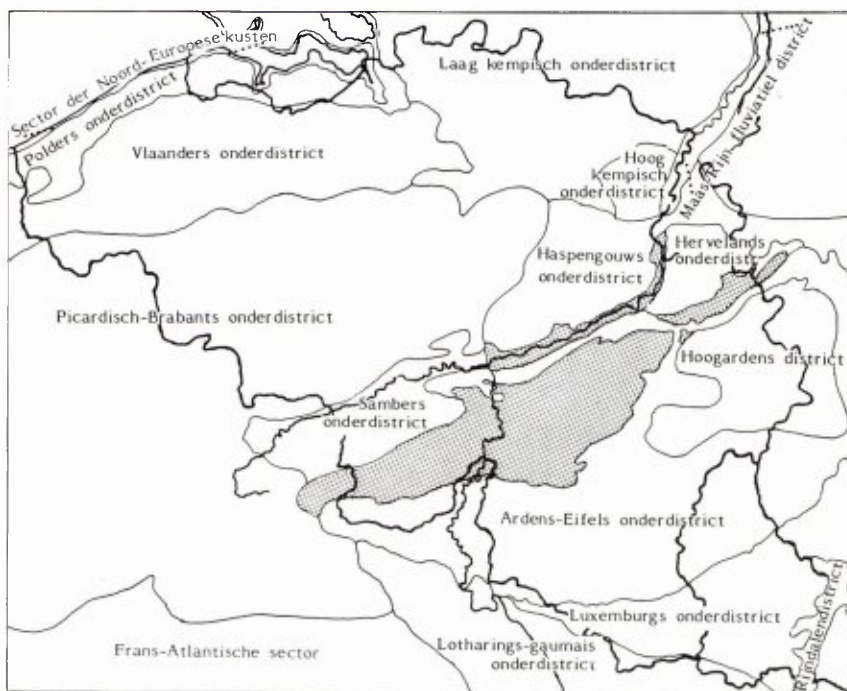 Sector der Noord-Europese kusten
Polders onderdistrict
Laag kempisch onderdistrict
Maas-Rijn fluviatiel district
Vlaanders onderdistrict
Hoog
kempisch
onderdistrict
Haspengouws
onderdistrict
Hervelands
onderdistr
Picardisch-Brabants onderdistrict
Hoogardens district
Sambers
onderdistrict
Ardens-Eifels onderdistrict
Luxemburgs onderdistrict
Rijndalendistrict
Frans-Atlantische sector
Lotharings-gaumais
onderdistrict